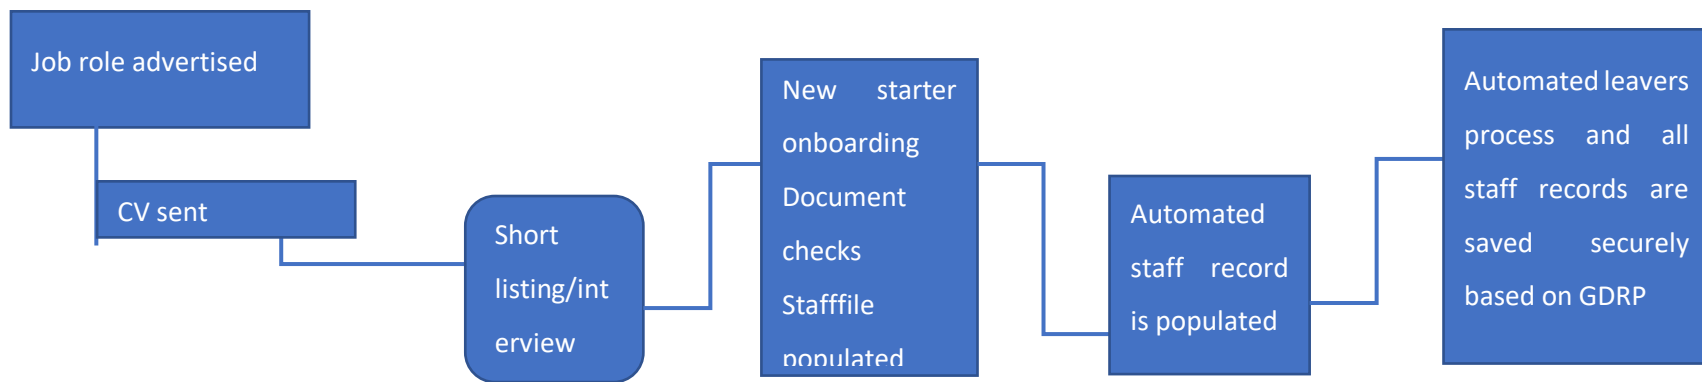 Job role advertised
CV sent
Short
listing/int
erview
New starter
onboarding
Document
checks
Stafffile
populated
Automated
staff record
is populated
Automated leavers
process and all
staff records are
saved securely
based on GDRP